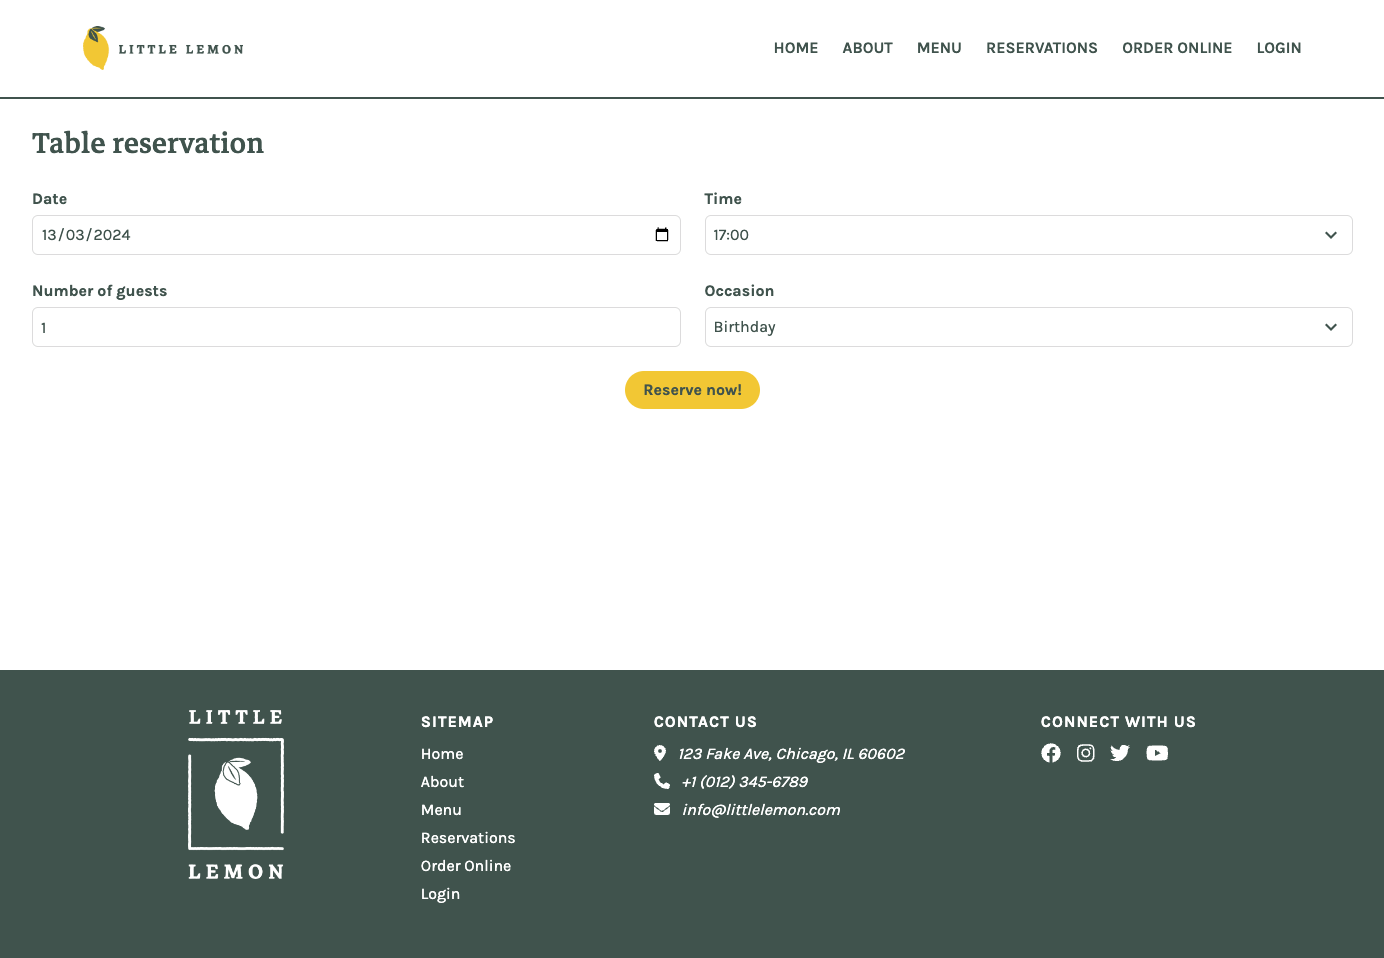 LITTLE LEMON
HOME ABOUT MENU RESERVATIONS ORDER ONLINE LOGIN
Table reservation
Date
13/03/2024
Time
17:00
Number of guests
1
Occasion
Birthday
Reserve now!
LITTLE
LEMON
SITEMAP
Home
About
Menu
Reservations
Order Online
Login
CONTACT US
123 Fake Ave, Chicago, IL 60602
+1 (012) 345-6789
info@littlelemon.com
CONNECT WITH US